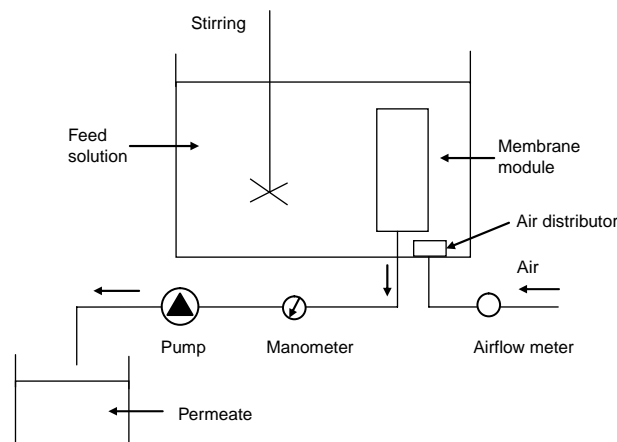 Stirring
Feed
solution
Membrane
module
Air distributor
Air
Pump
Manometer
Airflow meter
Permeate